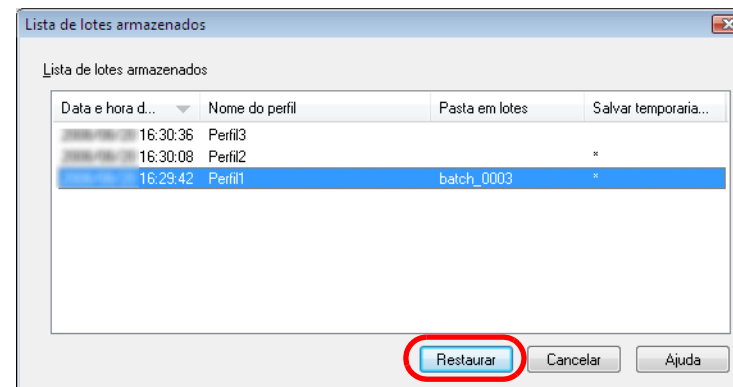 Lista de lotes armazenados
Lista de lotes armazenados
Data e hora d... Nome do perfil Pasta em lotes Salvar temporaria...
16:30:36 Perfil3
16:30:08 Perfil2 *
16:29:42 Perfil1 batch_0003 *
Restaurar Cancelar Ajuda